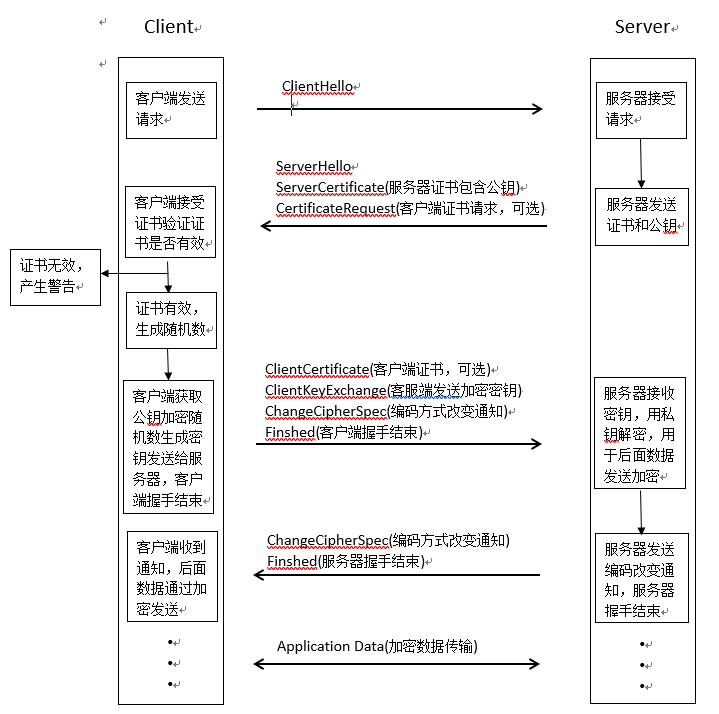 Client
Server
客户端发送
请求
ClientHello
服务器接受
请求
ServerHello
ServerCertificate(服务器证书包含公钥)
CertificateRequest(客户端证书请求，可选)
客户端接受
证书验证证
书是否有效
服务器发送
证书和公钥
证书无效，
产生警告
证书有效，
生成随机数
ClientCertificate(客户端证书，可选)
ClientKeyExchange(客服端发送加密密钥)
ChangeCipherSpec(编码方式改变通知)
Finshed(客户端握手结束)
客户端获取
公钥加密随
机数生成密
钥发送给服
务器，客户
端握手结束
服务器接收
密钥，用私
钥解密，用
于后面数据
发送加密
ChangeCipherSpec(编码方式改变通知)
Finshed(服务器握手结束)
客户端收到
通知，后面
数据通过加
密发送
服务器发送
编码改变通
知，服务器
握手结束
Application Data(加密数据传输)